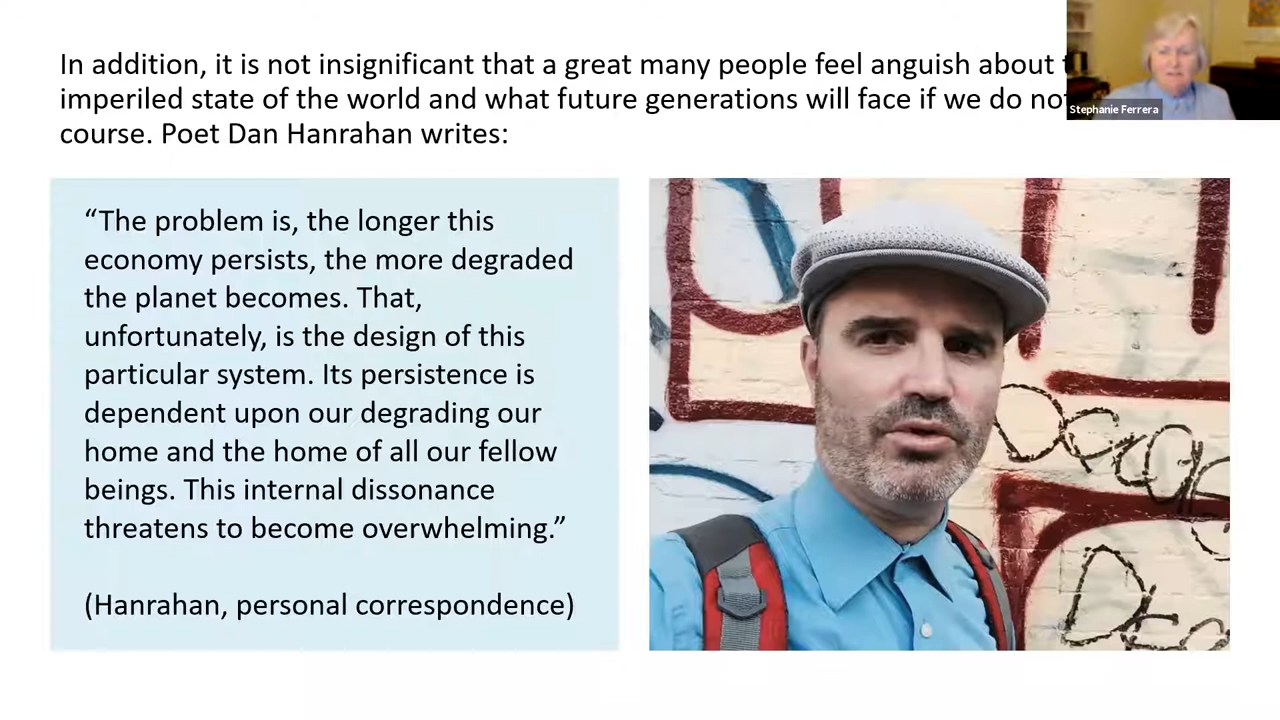 In addition, it is not insignificant that a great many people feel anguish about
imperiled state of the world and what future generations will face if we do
course. Poet Dan Hanrahan writes:
Stephanie Ferrera
“The problem is, the longer this
economy persists, the more degraded
the planet becomes. That,
unfortunately, is the design of this
particular system. Its persistence is
dependent upon our degrading our
home and the home of all our fellow
beings. This internal dissonance
threatens to become overwhelming.”
(Hanrahan, personal correspondence)